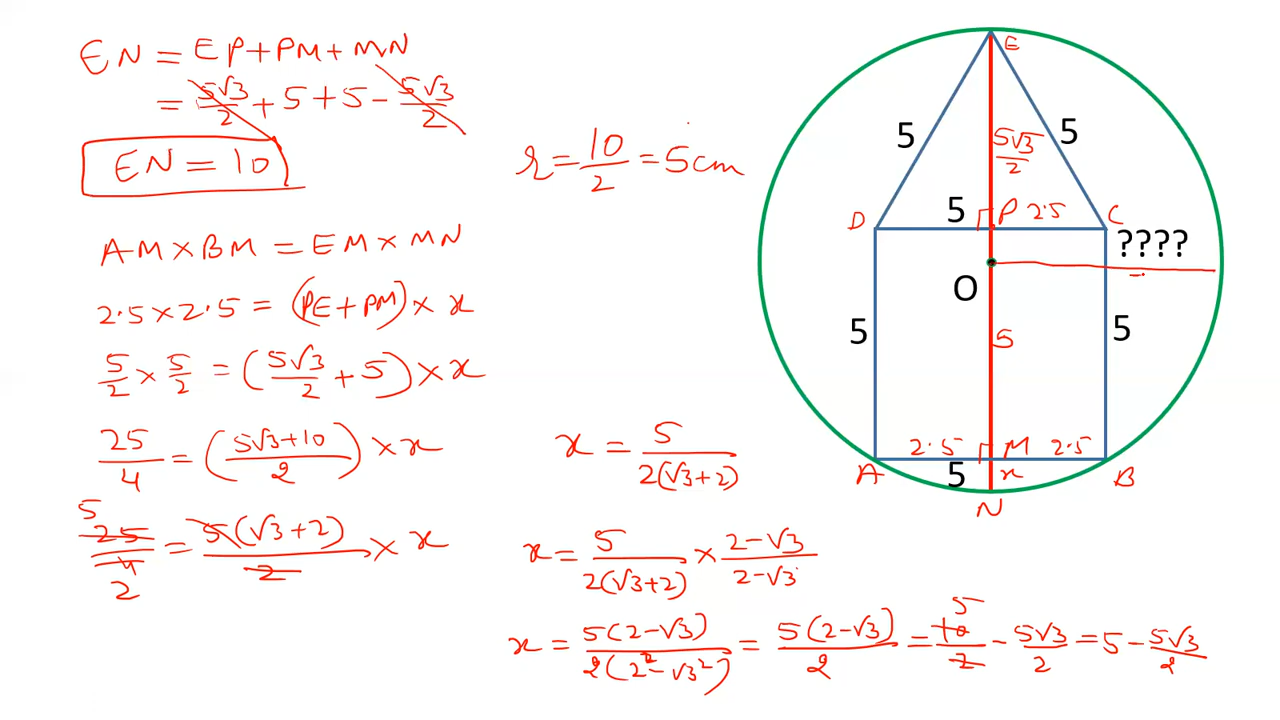 EN = EP + PM + MN
= 5√3/2 + 5 + 5 - 5√3/2
EN = 10
r = 10/2 = 5cm
AM × BM = EM × MN
2.5 × 2.5 = (PE + PM) × x
5/2 × 5/2 = (5√3/2 + 5) × x
25/4 = (5√3+10/2) × x
5
25/4 = 5(√3+2)/2 × x
2
x = 5/2(√3+2)
x = 5/2(√3+2) × 2-√3/2-√3
x = 5(2-√3)/2(2²-√3²) = 5(2-√3)/2 = 10/2 - 5√3/2 = 5 - 5√3/2
5
E
5
5√3/2
5
D
5
P
2.5
C
????
O
5
5
5
2.5
M
2.5
A
5
x
B
N